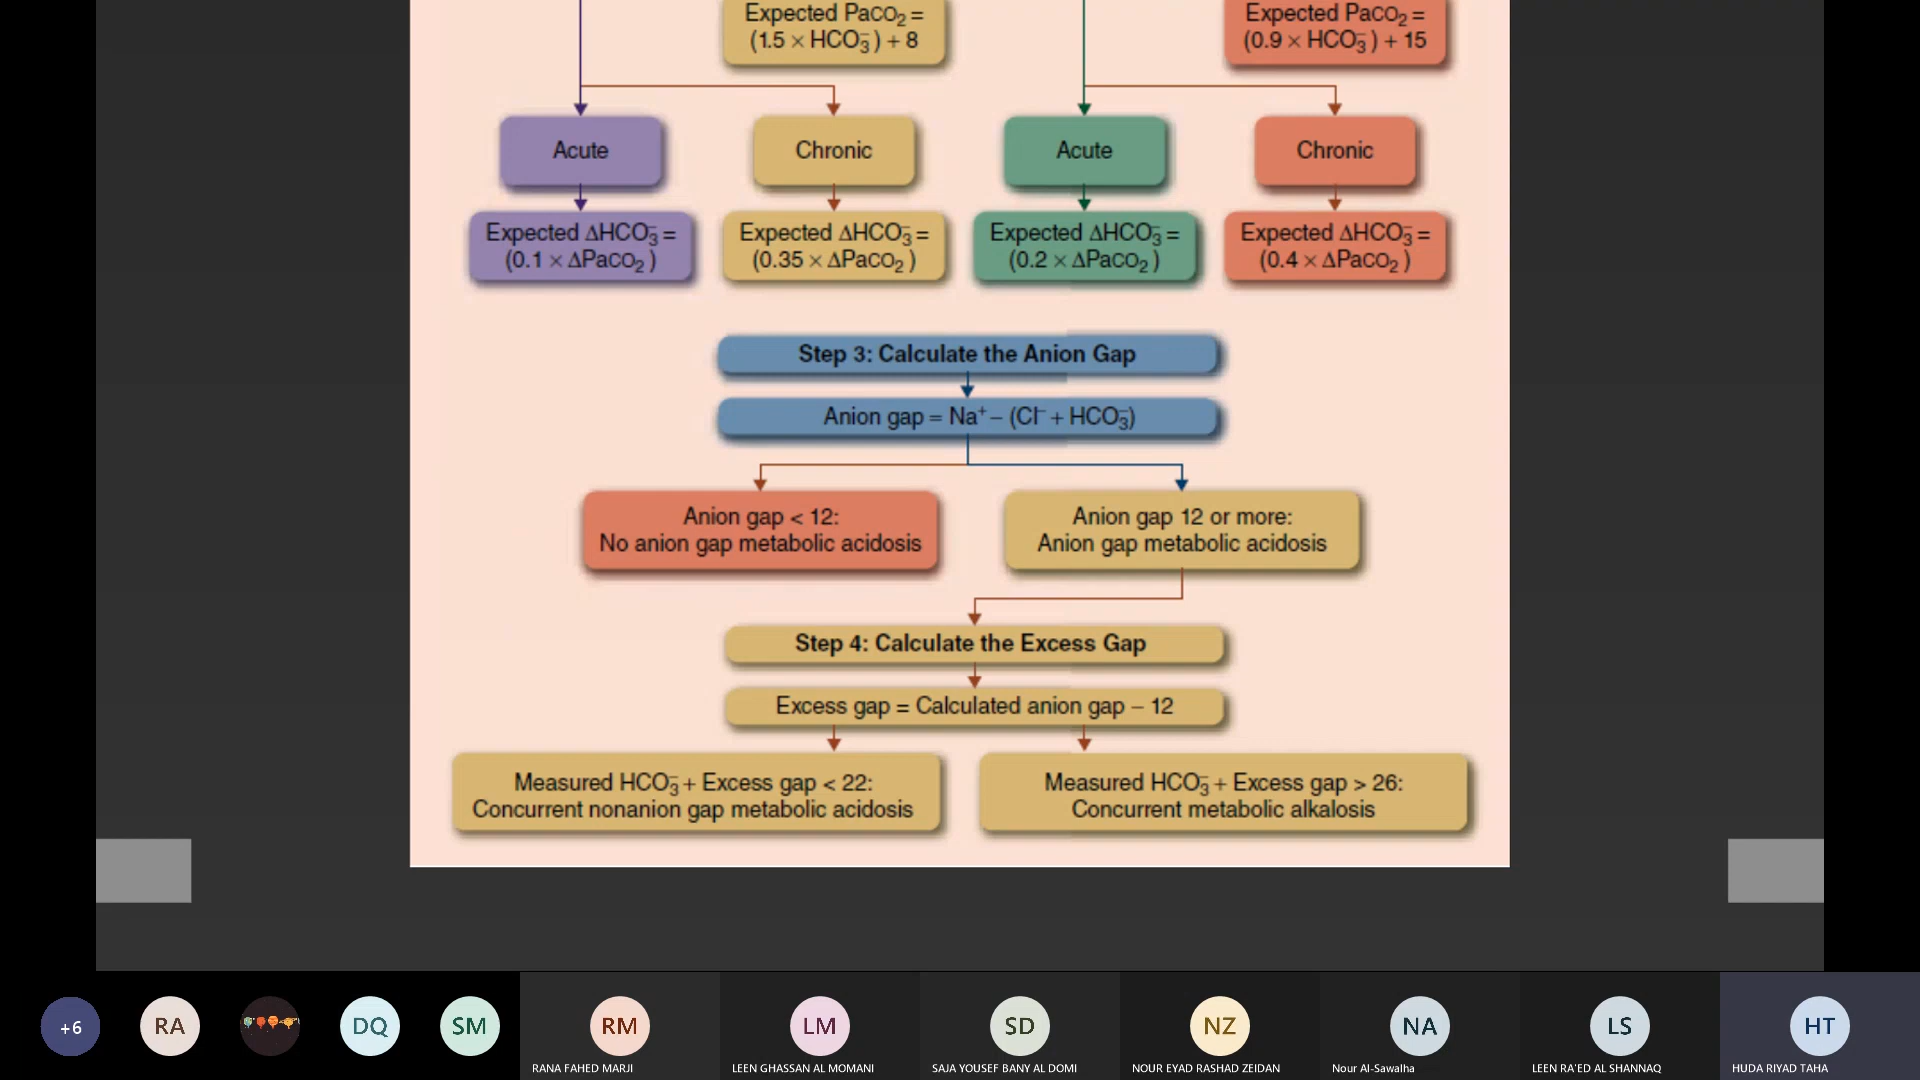 Expected PaCO₂ =
(1.5 × HCO₃⁻) + 8
Expected PaCO₂ =
(0.9 × HCO₃⁻) + 15
Acute
Chronic
Acute
Chronic
Expected ΔHCO₃⁻ =
(0.1 × ΔPaCO₂ )
Expected ΔHCO₃⁻ =
(0.35 × ΔPaCO₂ )
Expected ΔHCO₃⁻ =
(0.2 × ΔPaCO₂ )
Expected ΔHCO₃⁻ =
(0.4 × ΔPaCO₂ )
Step 3: Calculate the Anion Gap
Anion gap = Na⁺ – (Cl⁻ + HCO₃⁻)
Anion gap < 12:
No anion gap metabolic acidosis
Anion gap 12 or more:
Anion gap metabolic acidosis
Step 4: Calculate the Excess Gap
Excess gap = Calculated anion gap – 12
Measured HCO₃⁻ + Excess gap < 22:
Concurrent nonanion gap metabolic acidosis
Measured HCO₃⁻ + Excess gap > 26:
Concurrent metabolic alkalosis
+6
RA
DQ
SM
RM
LM
SD
NZ
NA
LS
HT
RANA FAHED MARJI
LEEN GHASSAN AL MOMANI
SAJA YOUSEF BANY AL DOMI
NOUR EYAD RASHAD ZEIDAN
Nour Al-Sawalha
LEEN RA'ED AL SHANNAQ
HUDA RIYAD TAHA